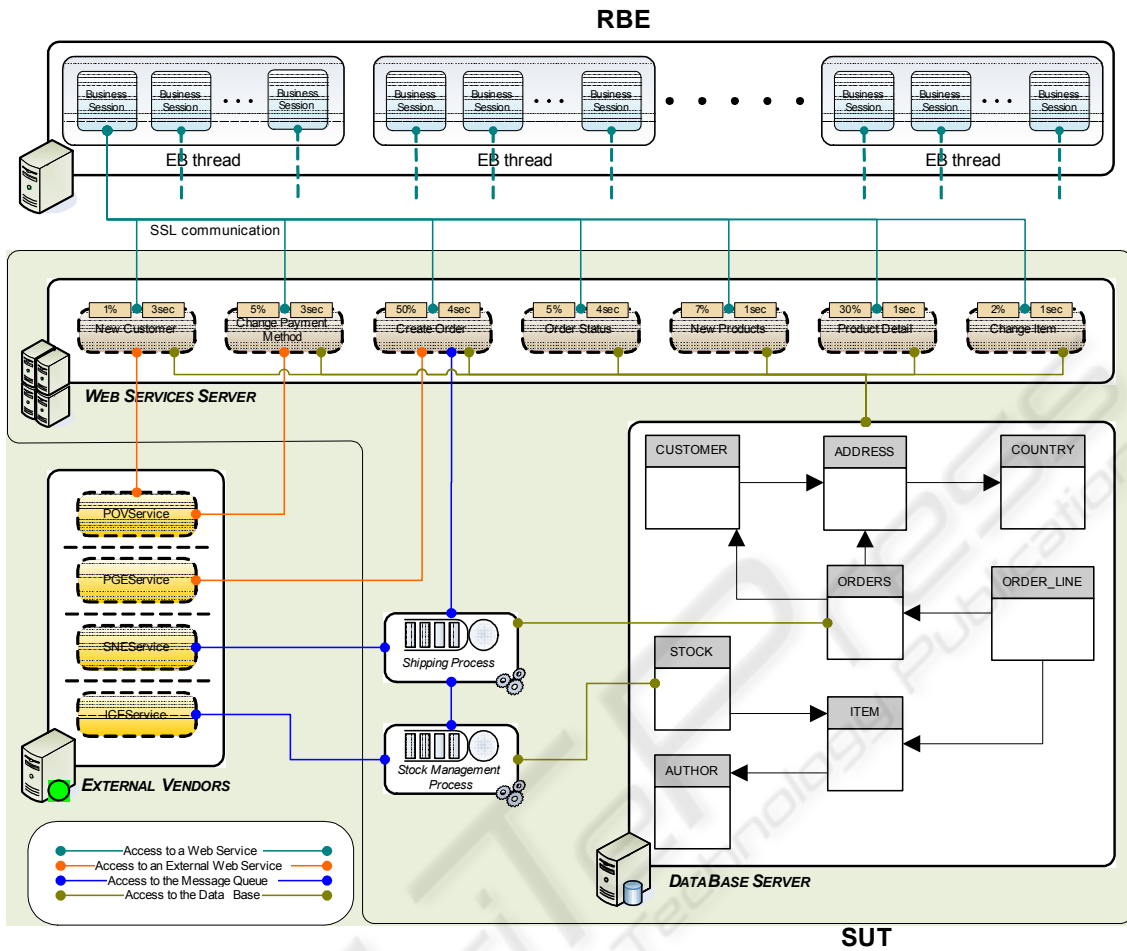 RBE
Business Session
Business Session
...
Business Session
Business Session
Business Session
...
Business Session
Business Session
Business Session
...
Business Session
EB thread
EB thread
EB thread
SSL communication
1% 3sec
New Customer
5% 3sec
Change Payment Method
50% 4sec
Create Order
5% 4sec
Order Status
7% 1sec
New Products
30% 1sec
Product Detail
2% 1sec
Change Item
WEB SERVICES SERVER
CUSTOMER
ADDRESS
COUNTRY
POVService
PGEService
ORDERS
ORDER_LINE
SNEService
Shipping Process
STOCK
ICEService
Stock Management
Process
ITEM
AUTHOR
EXTERNAL VENDORS
Access to a Web Service
Access to an External Web Service
Access to the Message Queue
Access to the Data Base
DATABASE SERVER
SUT
Technology Publication